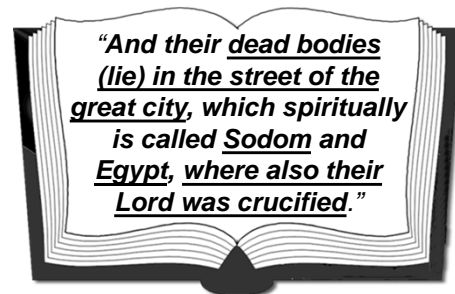 “And their dead bodies
(lie) in the street of the
great city, which spiritually
is called Sodom and
Egypt, where also their
Lord was crucified.”